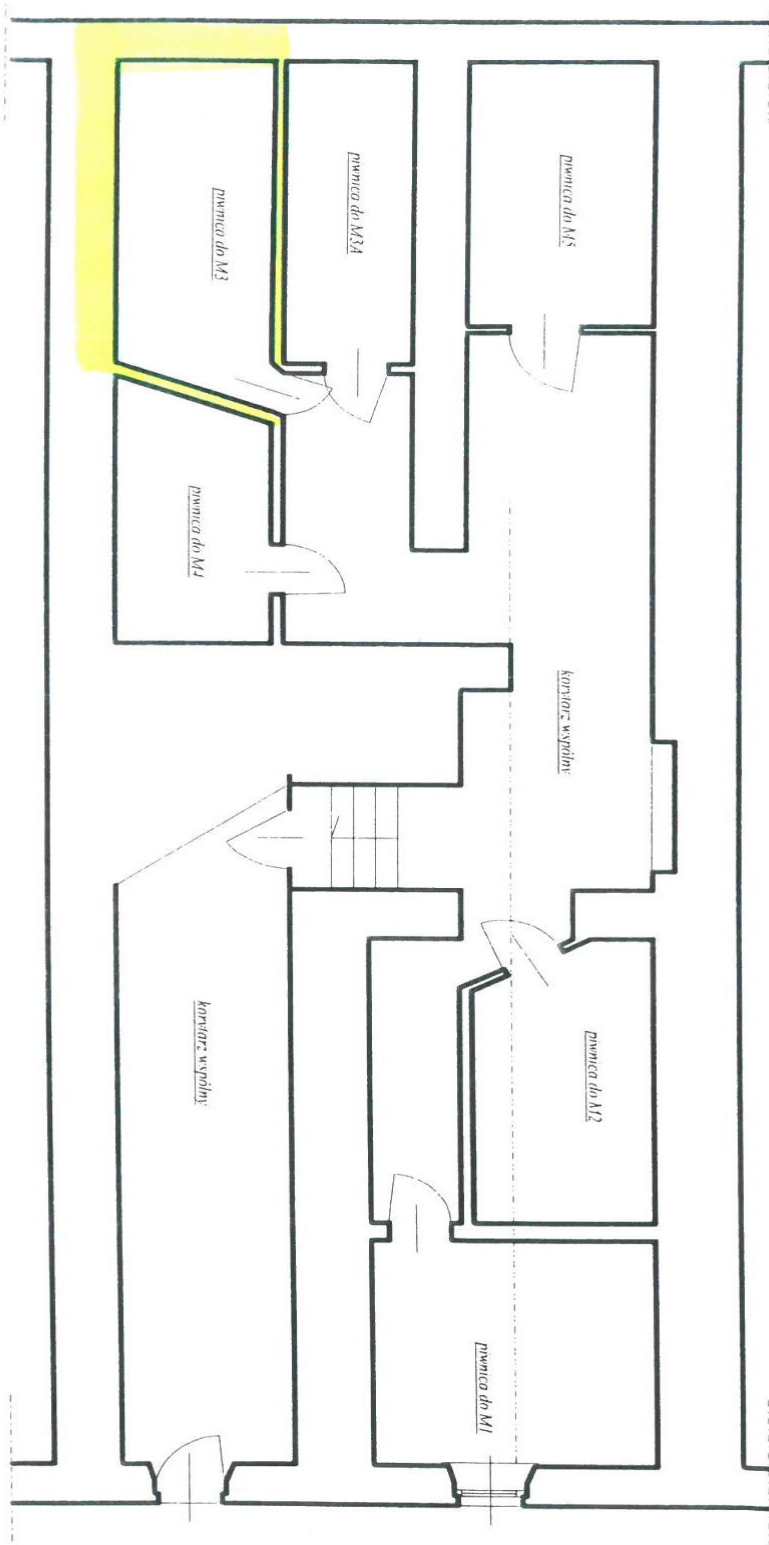 piwnica do M3
piwnica do M3A
piwnica do M5
piwnica do M4
korytarz wspólny
korytarz wspólny
piwnica do M2
piwnica do M1